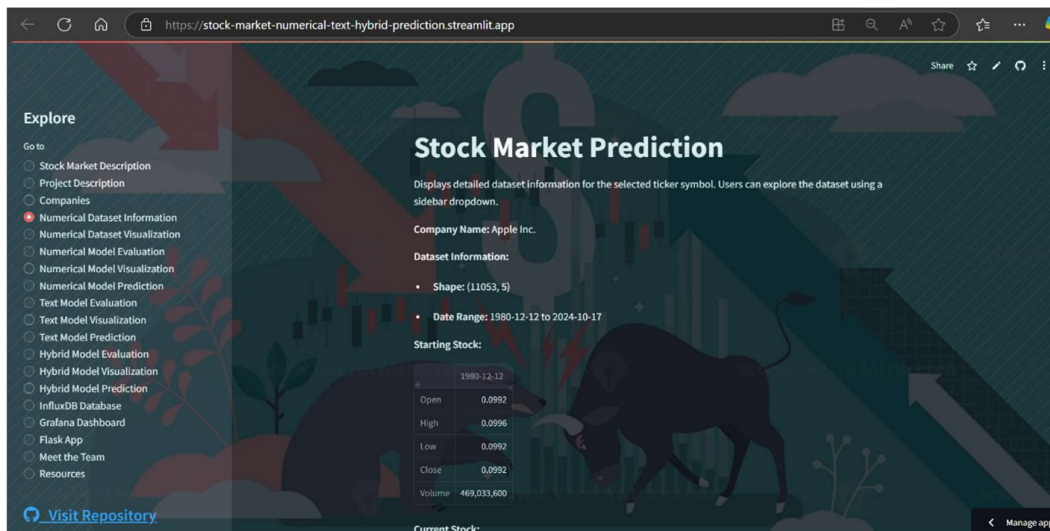 https://stock-market-numerical-text-hybrid-prediction.streamlit.app
Share
Explore
Go to
Stock Market Description
Project Description
Companies
Numerical Dataset Information
Numerical Dataset Visualization
Numerical Model Evaluation
Numerical Model Visualization
Numerical Model Prediction
Text Model Evaluation
Text Model Visualization
Text Model Prediction
Hybrid Model Evaluation
Hybrid Model Visualization
Hybrid Model Prediction
InfluxDB Database
Grafana Dashboard
Flask App
Meet the Team
Resources
Visit Repository
Stock Market Prediction
Displays detailed dataset information for the selected ticker symbol. Users can explore the dataset using a
sidebar dropdown.
Company Name: Apple Inc.
Dataset Information:
• Shape: (11053, 5)
• Date Range: 1980-12-12 to 2024-10-17
Starting Stock:
1980-12-12
Open 0.0992
High 0.0996
Low 0.0992
Close 0.0992
Volume 469,033,600
Current Stock:
Manage app